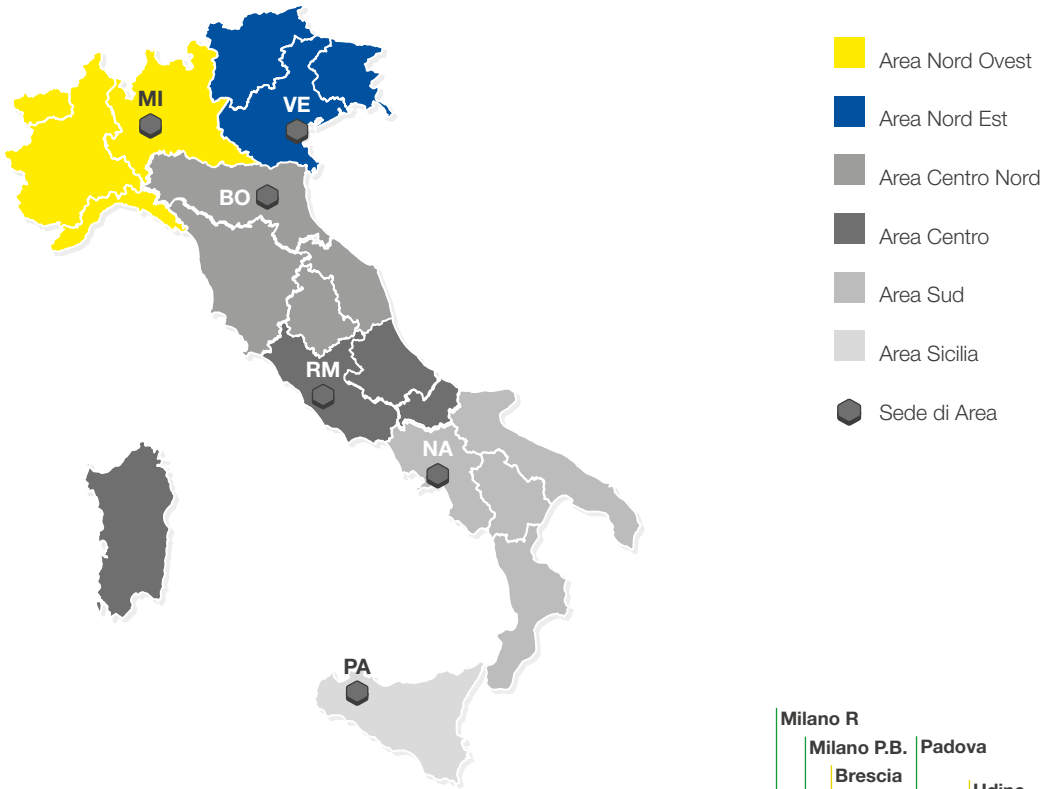 MI
VE
BO
RM
NA
PA
Area Nord Ovest
Area Nord Est
Area Centro Nord
Area Centro
Area Sud
Area Sicilia
Sede di Area
Milano R
Milano P.B.
Padova
Brescia